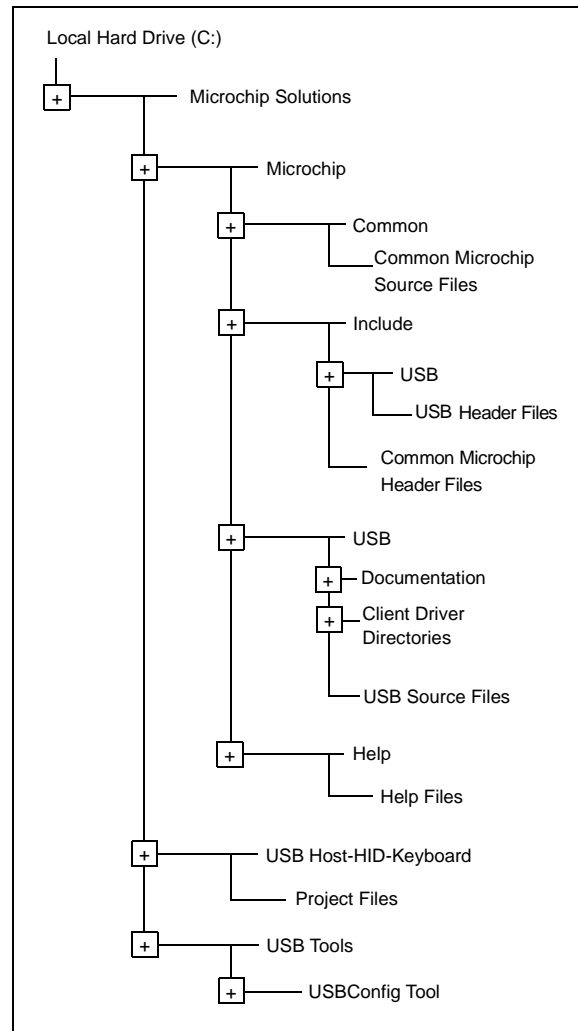 Local Hard Drive (C:)
+
Microchip Solutions
+
Microchip
+
Common
Common Microchip
Source Files
+
Include
+
USB
USB Header Files
Common Microchip
Header Files
+
USB
+
Documentation
+
Client Driver
Directories
USB Source Files
+
Help
Help Files
+
USB Host-HID-Keyboard
Project Files
+
USB Tools
+
USBConfig Tool